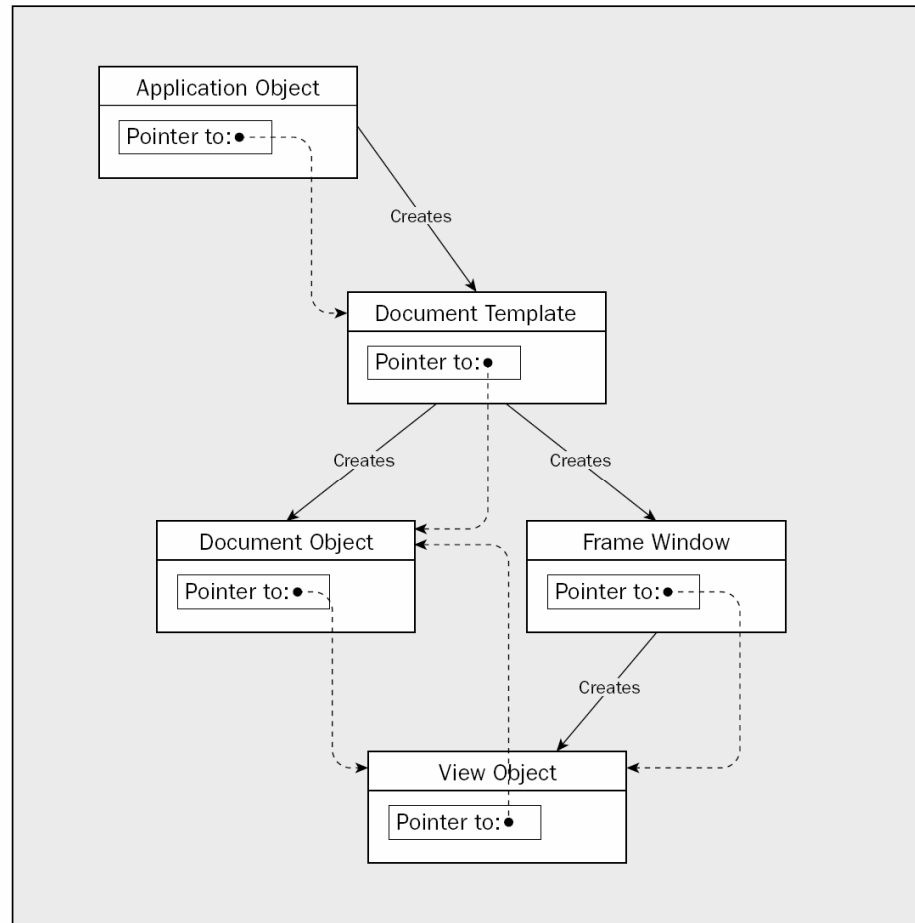 Application Object
Pointer to:
Creates
Document Template
Pointer to:
Creates
Creates
Document Object
Frame Window
Pointer to:
Pointer to:
Creates
View Object
Pointer to: